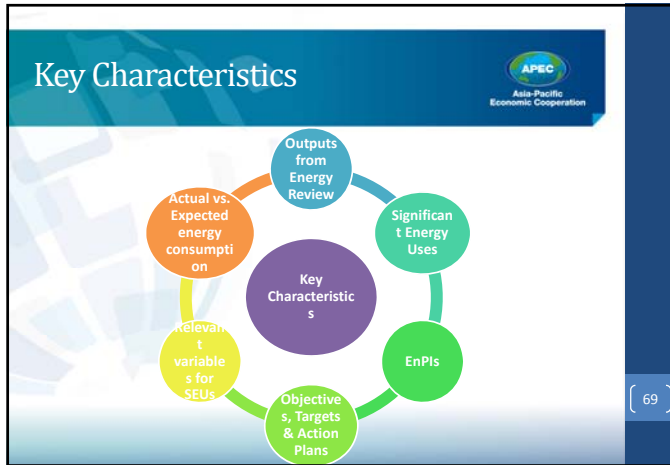 Key Characteristics
APEC
Asia-Pacific
Economic Cooperation
Outputs
from
Energy
Review
Significan
t Energy
Uses
EnPIs
Objective
s, Targets
& Action
Plans
Relevan
t
variable
s for
SEUs
Actual vs.
Expected
energy
consumpti
on
Key
Characteristic
s
69